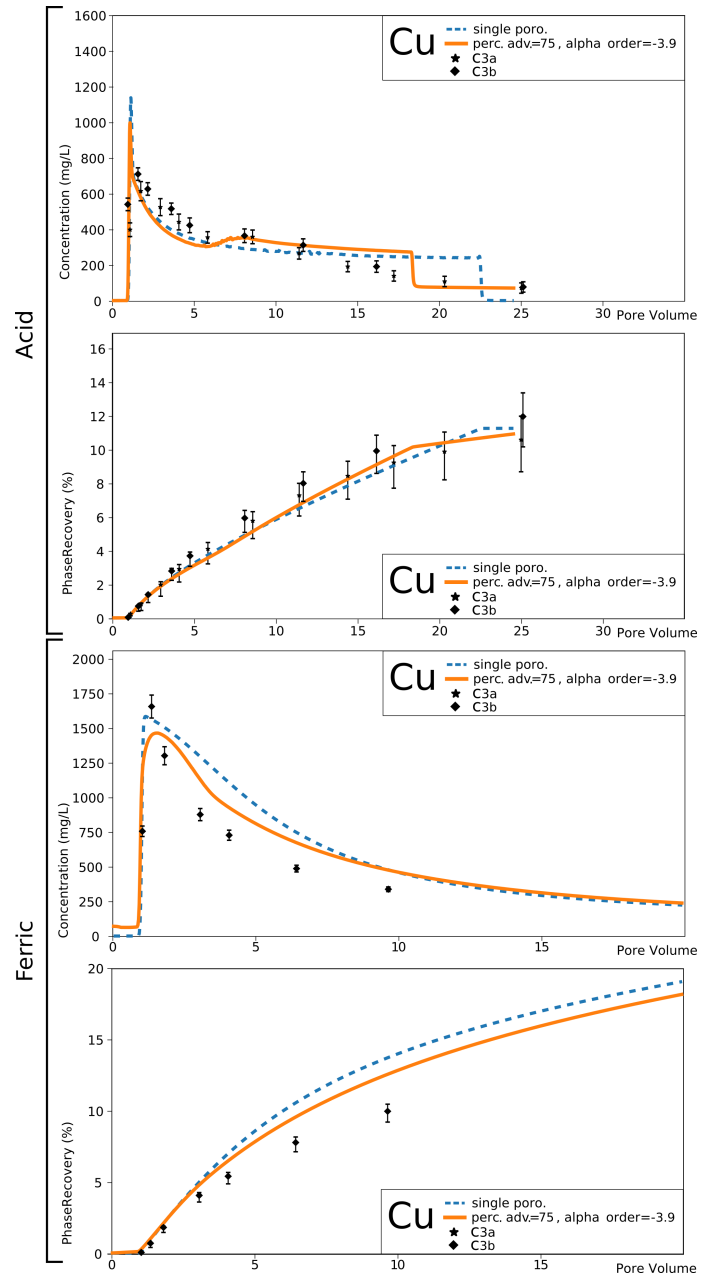 Acid
Concentration (mg/L)
1600
1400
1200
1000
800
600
400
200
0
0 5 10 15 20 25 30 Pore Volume
Cu
single poro.
perc. adv.=75 , alpha order=-3.9
C3a
C3b
PhaseRecovery (%)
16
14
12
10
8
6
4
2
0
0 5 10 15 20 25 30 Pore Volume
Cu
single poro.
perc. adv.=75 , alpha order=-3.9
C3a
C3b
Ferric
Concentration (mg/L)
2000
1750
1500
1250
1000
750
500
250
0
0 5 10 15 Pore Volume
Cu
single poro.
perc. adv.=75 , alpha order=-3.9
C3a
C3b
PhaseRecovery (%)
20
15
10
5
0
0 5 10 15 Pore Volume
Cu
single poro.
perc. adv.=75 , alpha order=-3.9
C3a
C3b